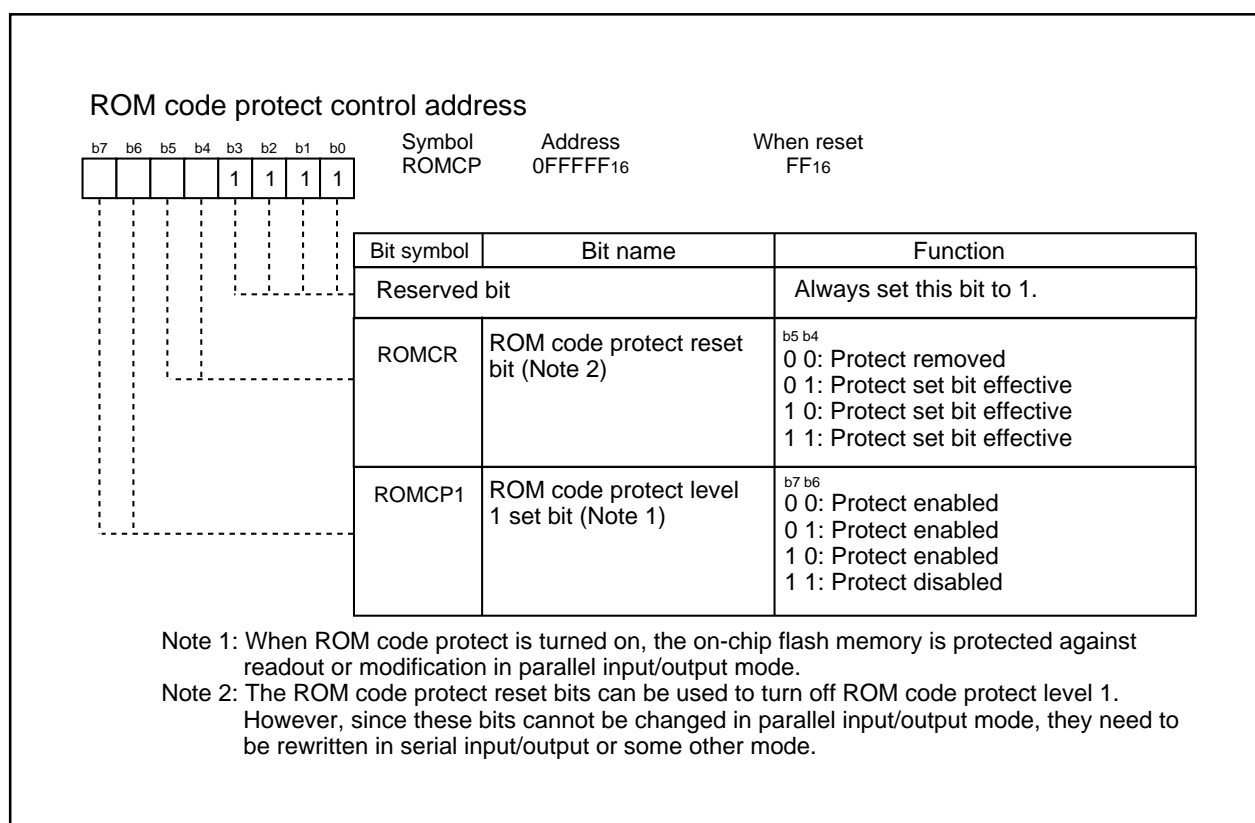 ROM code protect control address
Symbol Address When reset
b7 b6 b5 b4 b3 b2 b1 b0
ROMCP 0FFFFF16 FF16
1 1 1 1
Bit symbol Bit name Function
Reserved bit Always set this bit to 1.
ROMCR
ROM code protect reset
bit (Note 2)
b5 b4
0 0: Protect removed
0 1: Protect set bit effective
1 0: Protect set bit effective
1 1: Protect set bit effective
ROMCP1
ROM code protect level
1 set bit (Note 1)
b7 b6
0 0: Protect enabled
0 1: Protect enabled
1 0: Protect enabled
1 1: Protect disabled
Note 1: When ROM code protect is turned on, the on-chip flash memory is protected against
readout or modification in parallel input/output mode.
Note 2: The ROM code protect reset bits can be used to turn off ROM code protect level 1.
However, since these bits cannot be changed in parallel input/output mode, they need to
be rewritten in serial input/output or some other mode.